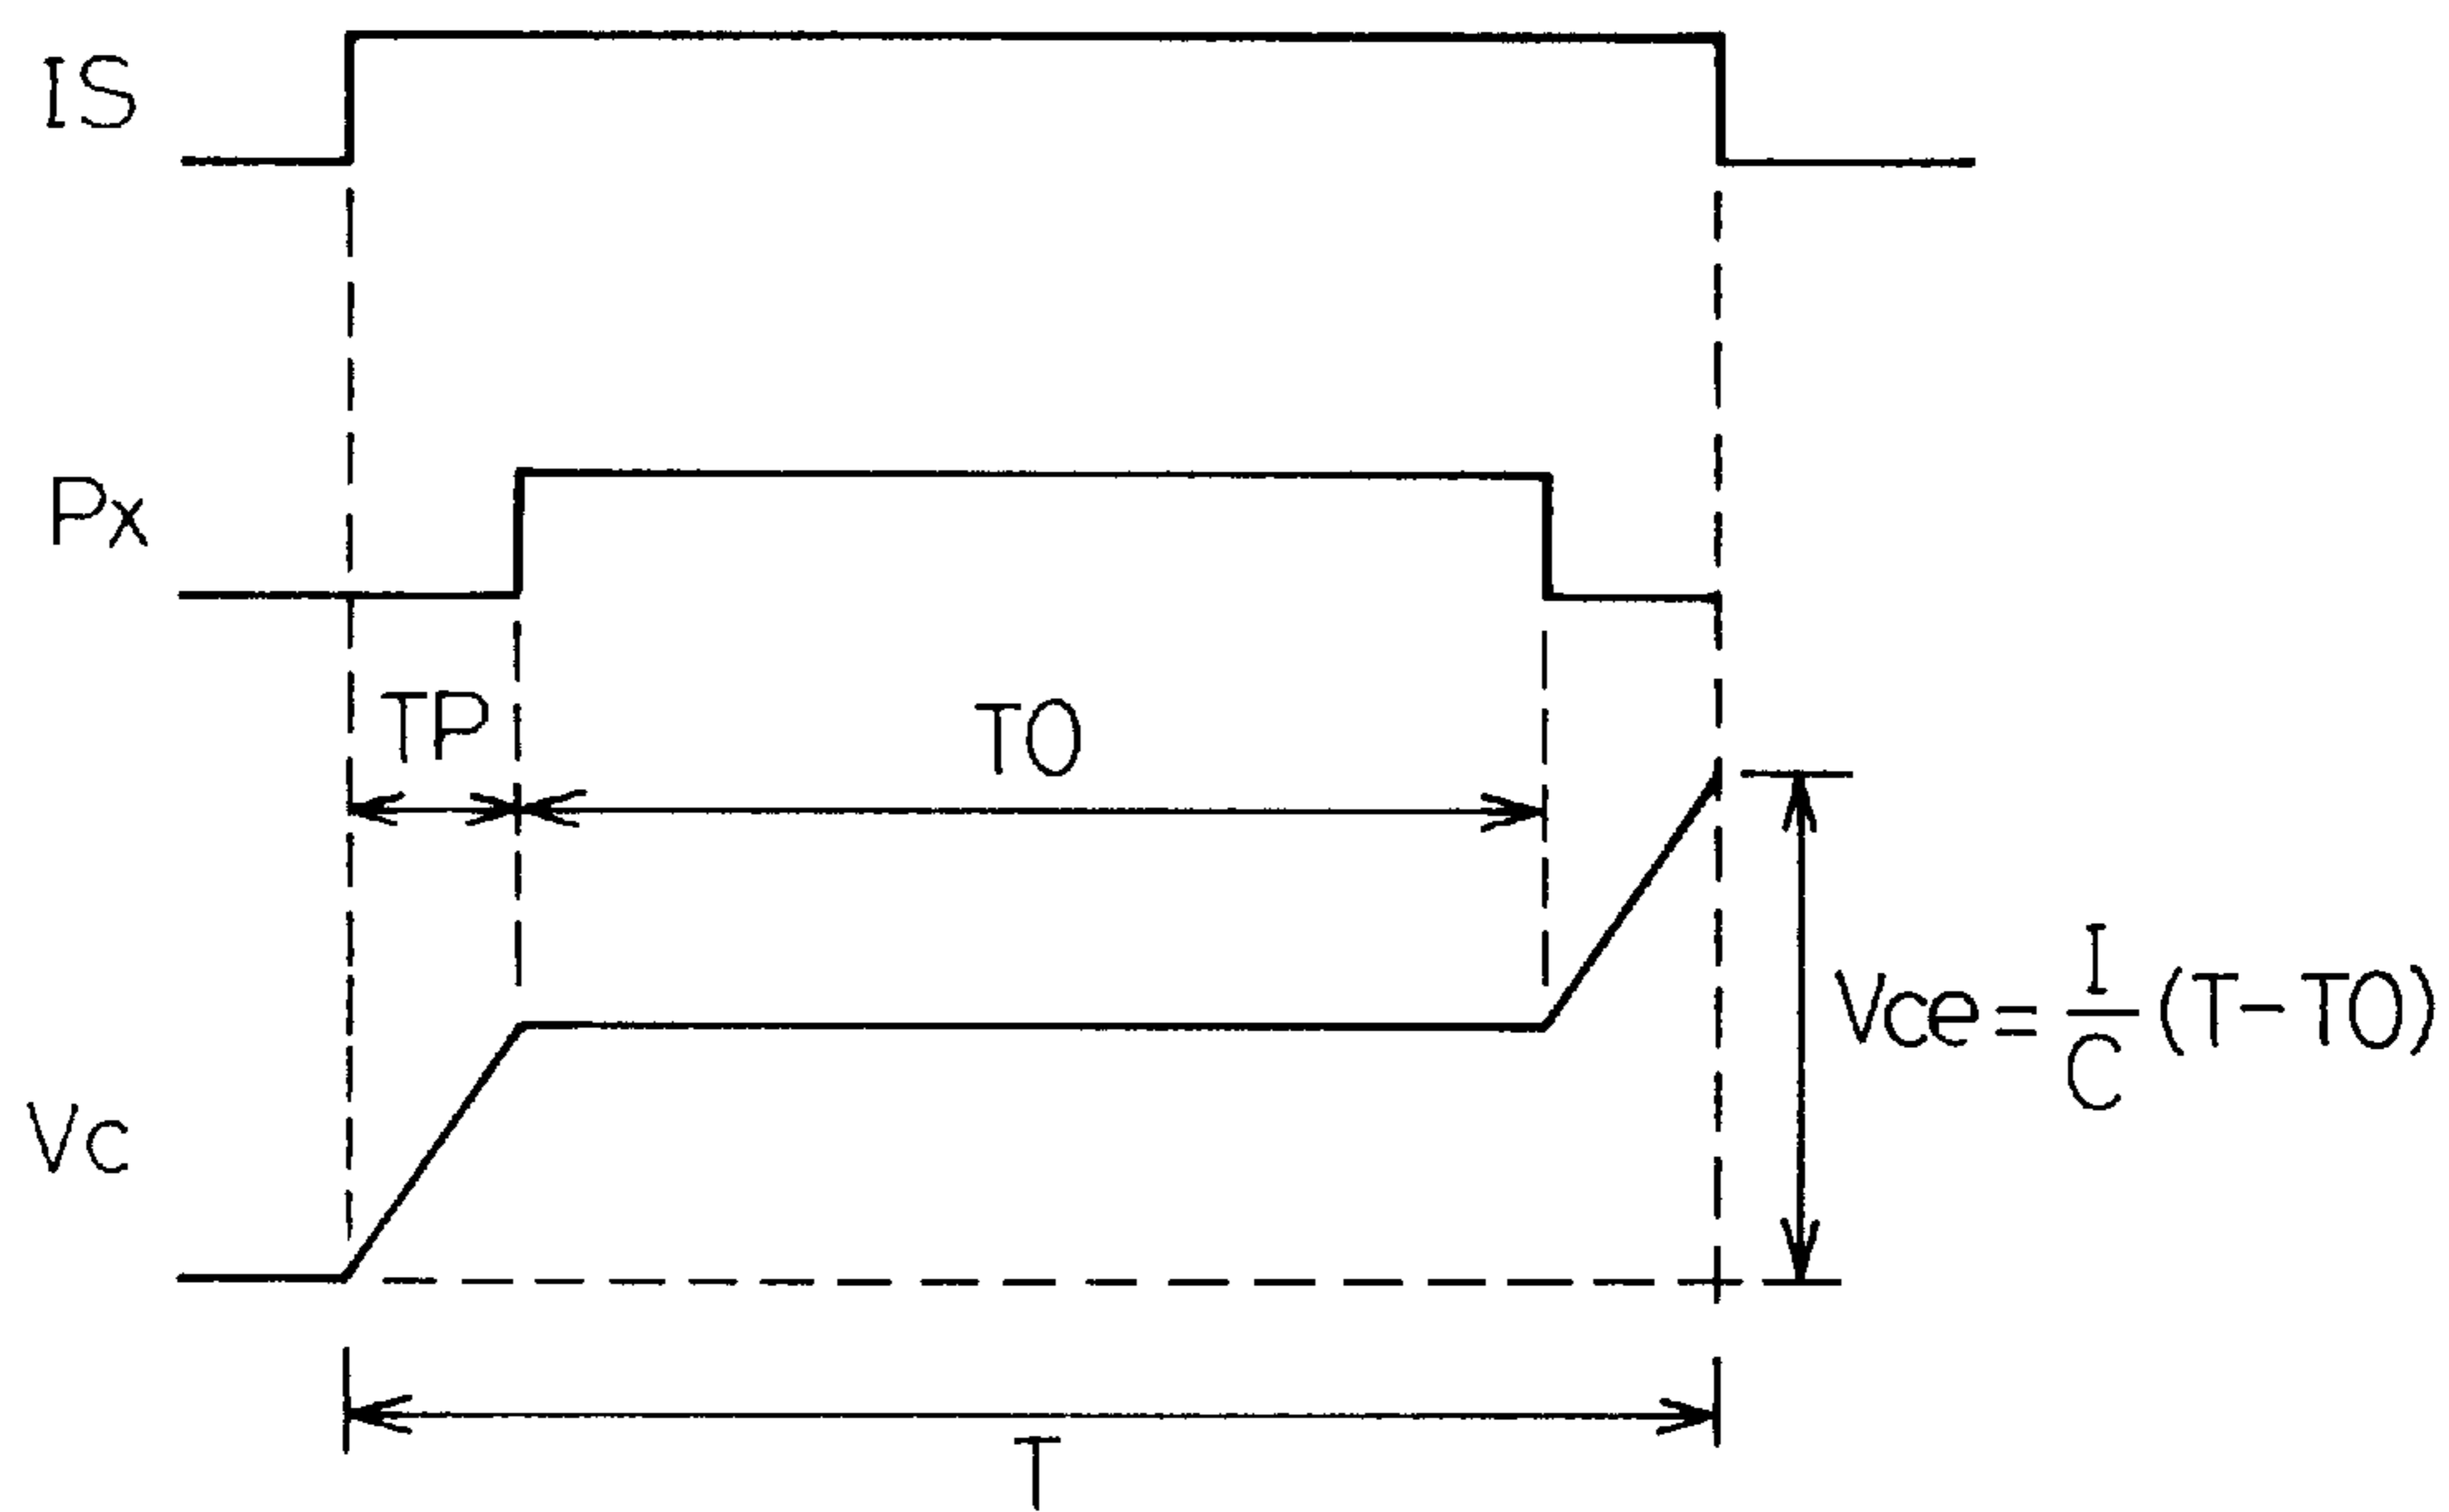 IS
Px
TP
TO
Vc
Vce = I/C (T-TO)
T